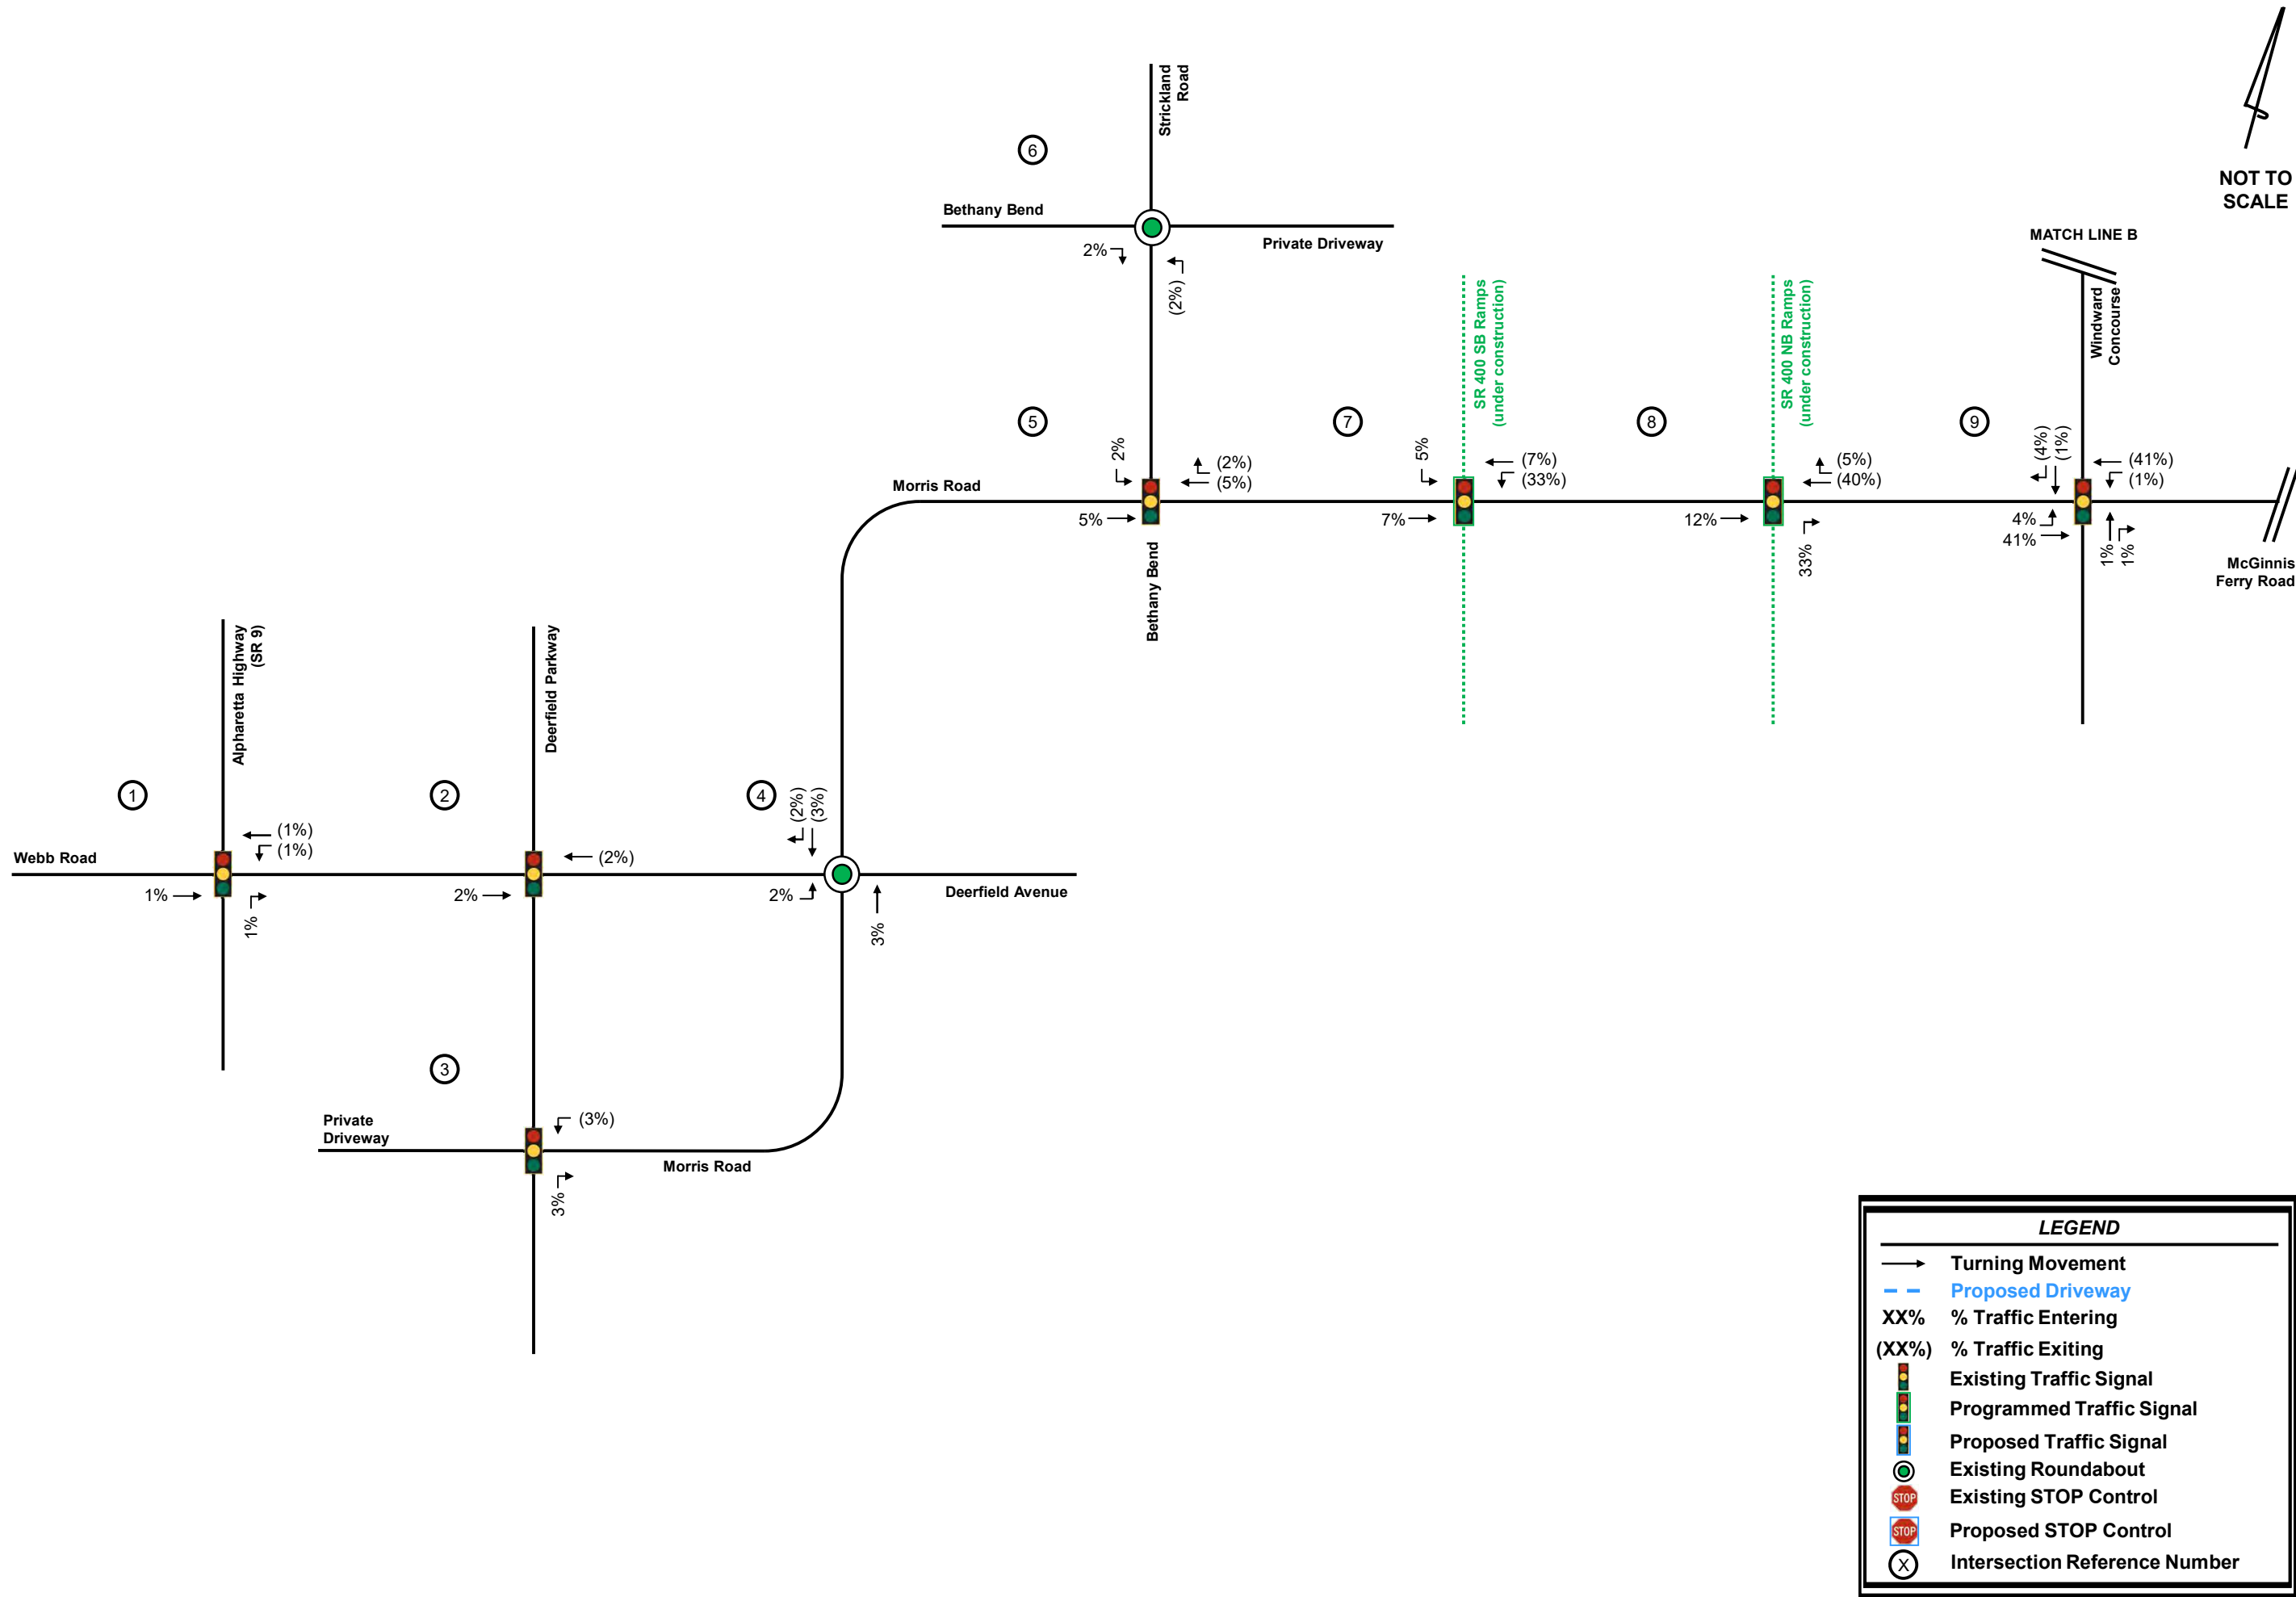 NOT TO
SCALE
Strickland
Road
6
Bethany Bend
Private Driveway
2%
(2%)
MATCH LINE B
Windward
Concourse
SR 400 SB Ramps
(under construction)
SR 400 NB Ramps
(under construction)
5
7
8
9
Morris Road
2%
(2%)
(5%)
5%
Bethany Bend
5%
(7%)
(33%)
7%
(5%)
(40%)
12%
33%
(4%)
(1%)
(41%)
(1%)
4%
41%
1%
1%
McGinnis
Ferry Road
Alpharetta Highway
(SR 9)
Deerfield Parkway
1
2
4
Webb Road
(1%)
(1%)
1%
1%
(2%)
2%
(2%)
(3%)
2%
3%
Deerfield Avenue
3
Private
Driveway
(3%)
3%
Morris Road
LEGEND
Turning Movement
Proposed Driveway
XX% % Traffic Entering
(XX%) % Traffic Exiting
Existing Traffic Signal
Programmed Traffic Signal
Proposed Traffic Signal
Existing Roundabout
STOP Existing STOP Control
STOP Proposed STOP Control
X Intersection Reference Number